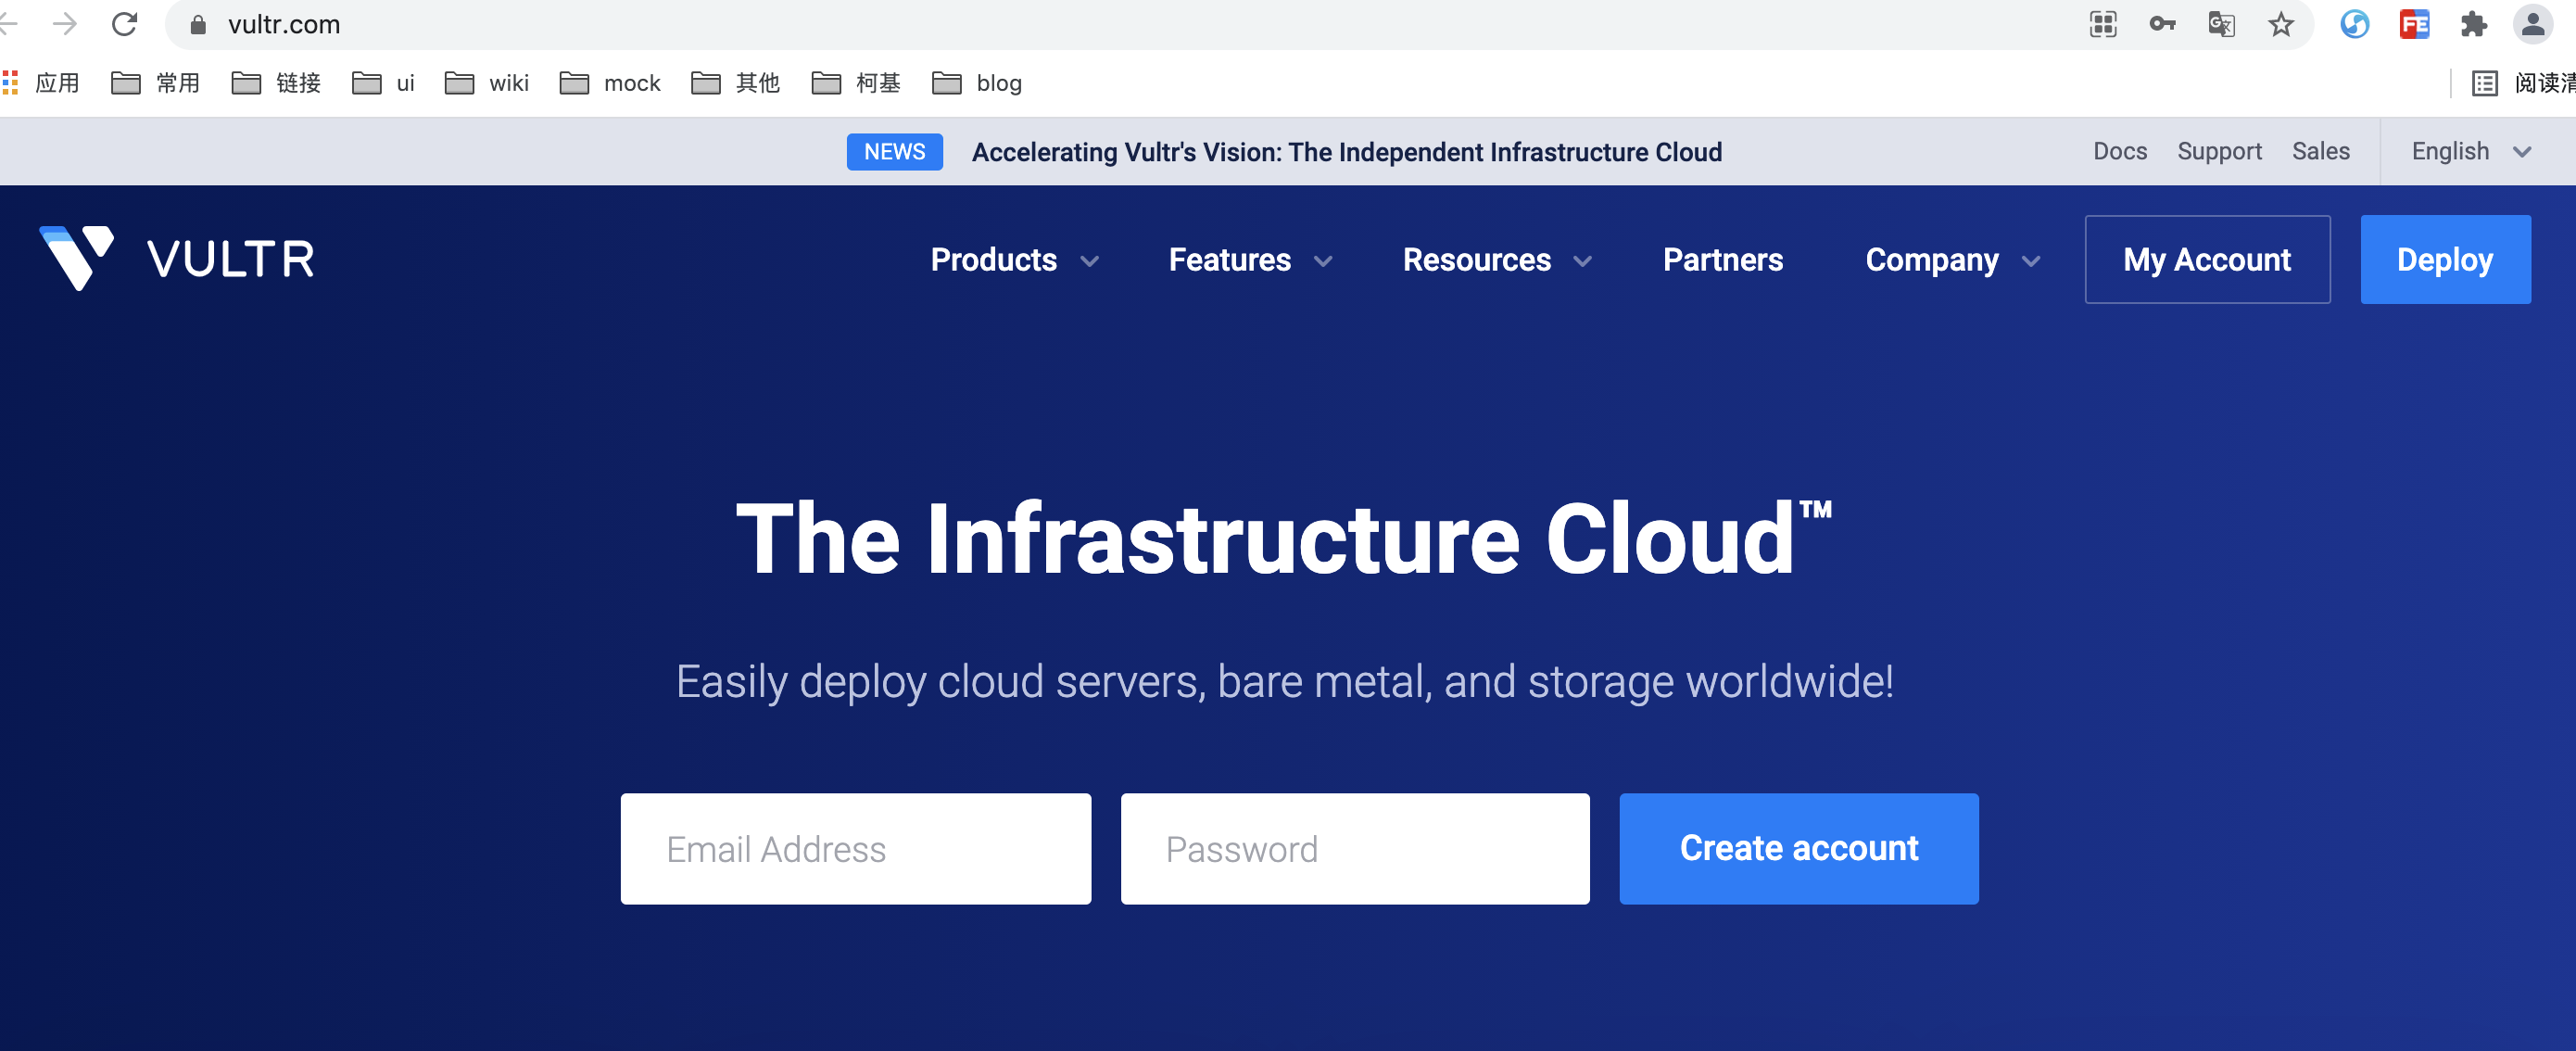 vultr.com
应用 常用 链接 ui wiki mock 其他 柯基 blog 阅读清
NEWS Accelerating Vultr's Vision: The Independent Infrastructure Cloud Docs Support Sales English
VULTR Products Features Resources Partners Company My Account Deploy
The Infrastructure Cloud™
Easily deploy cloud servers, bare metal, and storage worldwide!
Email Address Password Create account